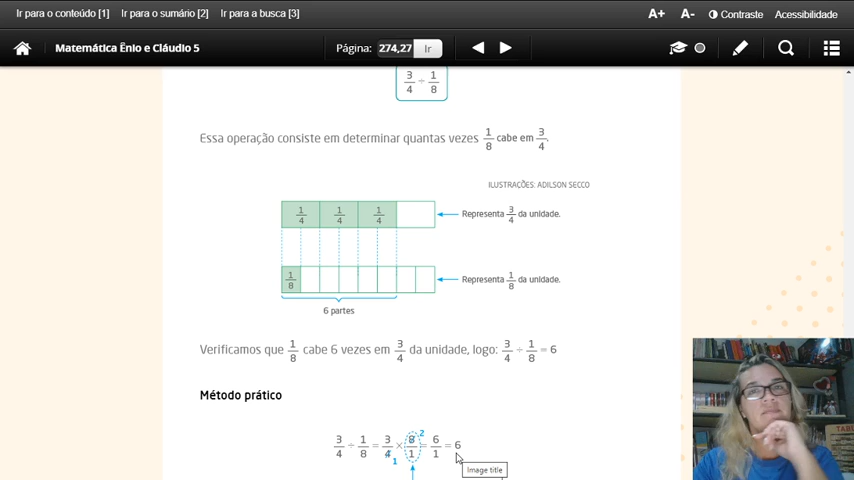 Ir para o conteúdo [1] Ir para o sumário [2] Ir para a busca [3] A+ A- Contraste Acessibilidade
Matemática Ênio e Cláudio 5 Página: 274,27 Ir
3/4 ÷ 1/8
Essa operação consiste em determinar quantas vezes 1/8 cabe em 3/4.
ILUSTRAÇÕES: ADILSON SECCO
1/4 1/4 1/4 Representa 3/4 da unidade.
1/8 Representa 1/8 da unidade.
6 partes
Verificamos que 1/8 cabe 6 vezes em 3/4 da unidade, logo: 3/4 ÷ 1/8 = 6
Método prático
3/4 ÷ 1/8 = 3/4 1 × 8/1 2 = 6/1 = 6
Image title